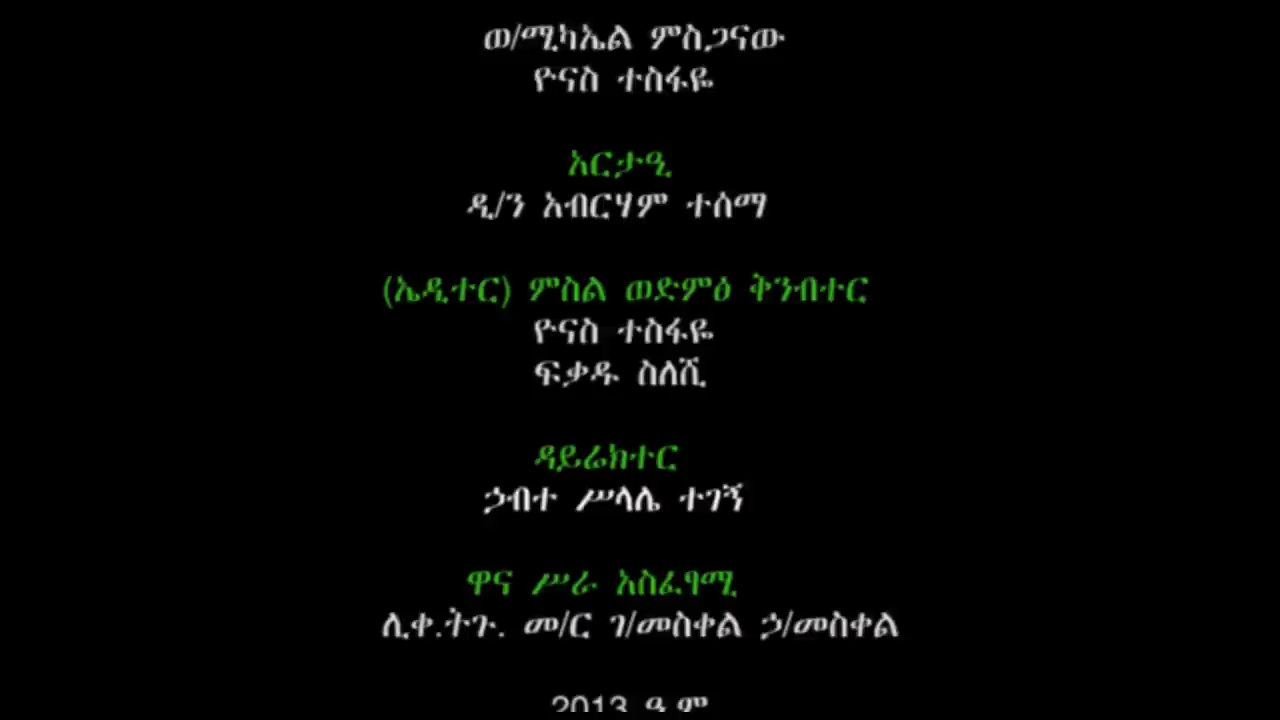 ወ/ሚካኤል ምስጋናው
ዮናስ ተስፋዬ
አርታዒ
ዲ/ን አብርሃም ተሰማ
(ኤዲተር) ምስል ወድምፅ ቅንብተር
ዮናስ ተስፋዬ
ፍቃዱ ስለሺ
ዳይሬክተር
ኃብተ ሥላሴ ተገኝ
ዋና ሥራ አስፈፃሚ
ሊቀ.ትጉ. መ/ር ገ/መስቀል ኃ/መስቀል
2013 ዓ.ም